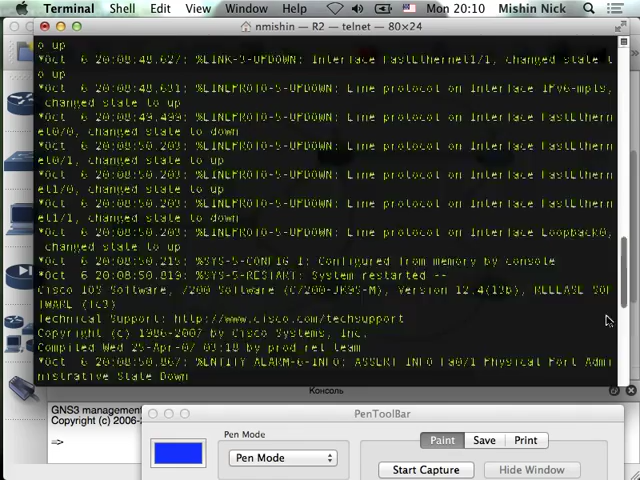 Terminal Shell Edit View Window Help Mon 20:10 Mishin Nick
nmishin — R2 — telnet — 80×24
o up
*Oct  6 20:08:48.627: %LINK-3-UPDOWN: Interface FastEthernet1/1, changed state t
o up
*Oct  6 20:08:48.631: %LINEPROTO-5-UPDOWN: Line protocol on Interface IPv6-mpls,
changed state to up
*Oct  6 20:08:49.499: %LINEPROTO-5-UPDOWN: Line protocol on Interface FastEthern
et0/0, changed state to down
*Oct  6 20:08:50.203: %LINEPROTO-5-UPDOWN: Line protocol on Interface FastEthern
et0/1, changed state to up
*Oct  6 20:08:50.203: %LINEPROTO-5-UPDOWN: Line protocol on Interface FastEthern
et1/0, changed state to up
*Oct  6 20:08:50.203: %LINEPROTO-5-UPDOWN: Line protocol on Interface FastEthern
et1/1, changed state to down
*Oct  6 20:08:50.203: %LINEPROTO-5-UPDOWN: Line protocol on Interface Loopback0,
changed state to up
*Oct  6 20:08:50.215: %SYS-5-CONFIG_I: Configured from memory by console
*Oct  6 20:08:50.819: %SYS-5-RESTART: System restarted --
Cisco IOS Software, 7200 Software (C7200-JK9S-M), Version 12.4(13b), RELEASE SOF
TWARE (fc3)
Technical Support: http://www.cisco.com/techsupport
Copyright (c) 1986-2007 by Cisco Systems, Inc.
Compiled Wed 25-Apr-07 03:18 by prod_rel_team
*Oct  6 20:08:50.867: %ENTITY_ALARM-6-INFO: ASSERT INFO Fa0/1 Physical Port Admi
nistrative State Down
Консоль
GNS3 management
Copyright (c) 2006-2
=>
PenToolBar
Pen Mode
Pen Mode
Paint Save Print
Start Capture Hide Window